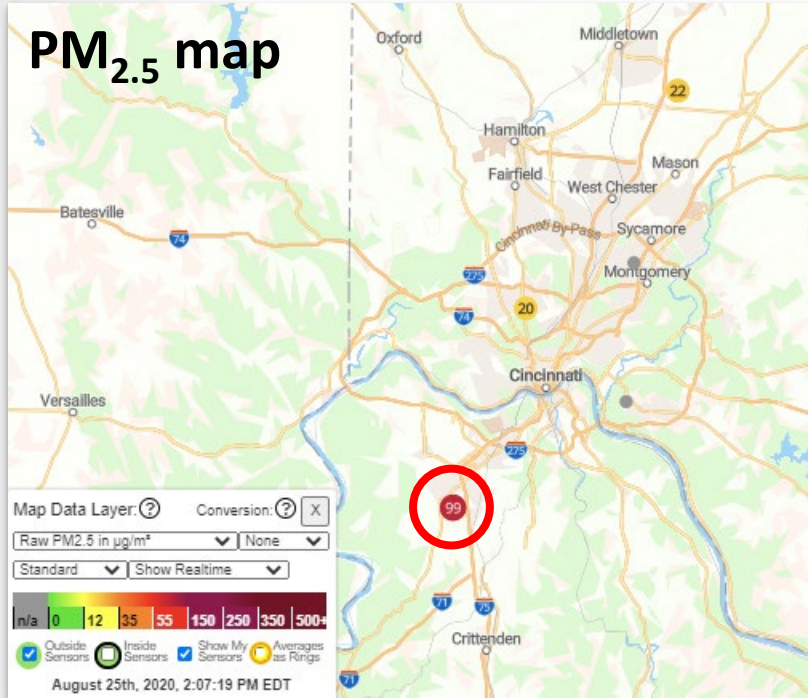 PM2.5 map
Oxford
Middletown
22
Hamilton
Mason
Fairfield
West Chester
Batesville
74
Cincinnati By-Pass
Sycamore
275
Montgomery
74
20
Cincinnati
Versailles
275
99
71
75
Crittenden
71
Map Data Layer: ? Conversion: ? X
Raw PM2.5 in µg/m³ None
Standard Show Realtime
n/a 0 12 35 55 150 250 350 500+
Outside Sensors Inside Sensors Show My Sensors Averages as Rings
August 25th, 2020, 2:07:19 PM EDT